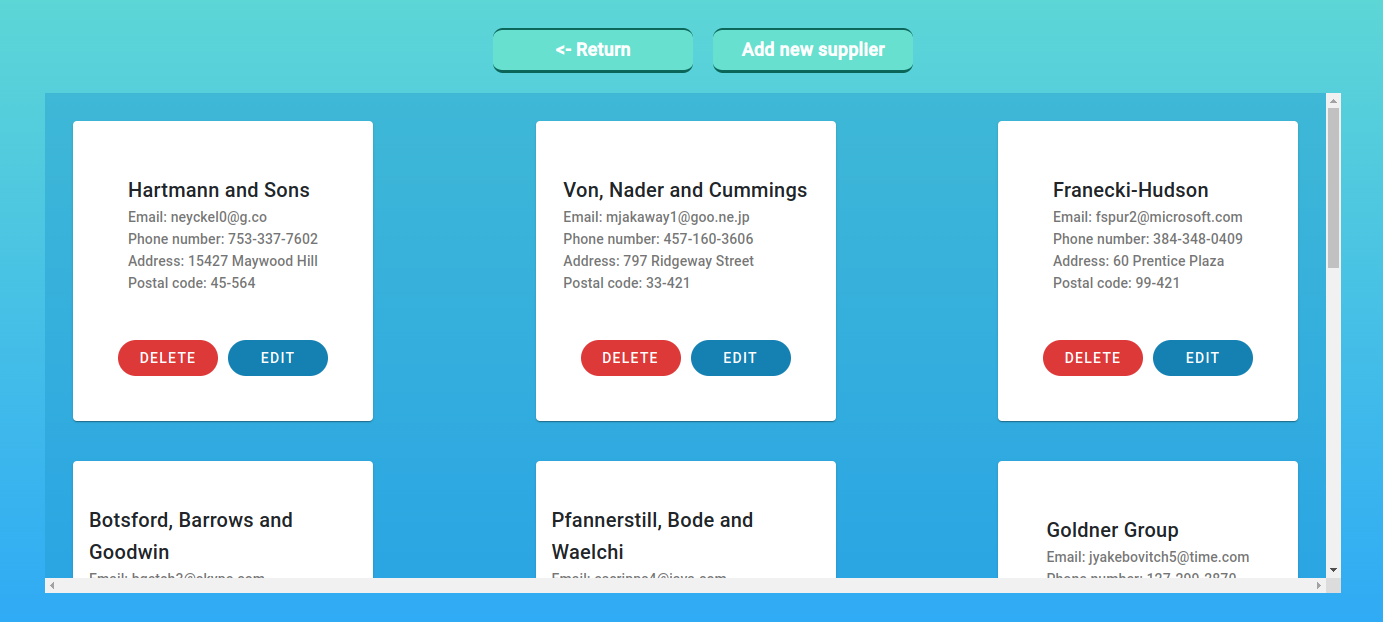 <- Return
Add new supplier
Hartmann and Sons
Email: neyckel0@g.co
Phone number: 753-337-7602
Address: 15427 Maywood Hill
Postal code: 45-564
DELETE
EDIT
Von, Nader and Cummings
Email: mjakaway1@goo.ne.jp
Phone number: 457-160-3606
Address: 797 Ridgeway Street
Postal code: 33-421
DELETE
EDIT
Franecki-Hudson
Email: fspur2@microsoft.com
Phone number: 384-348-0409
Address: 60 Prentice Plaza
Postal code: 99-421
DELETE
EDIT
Botsford, Barrows and
Goodwin
Email:
Pfannerstill, Bode and
Waelchi
Email:
Goldner Group
Email: jyakebovitch5@time.com
Phone number: